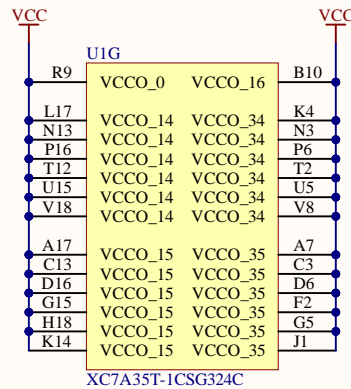 VCC VCC
U1G
R9 VCCO_0 VCCO_16 B10
L17 VCCO_14 VCCO_34 K4
N13 VCCO_14 VCCO_34 N3
P16 VCCO_14 VCCO_34 P6
T12 VCCO_14 VCCO_34 T2
U15 VCCO_14 VCCO_34 U5
V18 VCCO_14 VCCO_34 V8
A17 VCCO_15 VCCO_35 A7
C13 VCCO_15 VCCO_35 C3
D16 VCCO_15 VCCO_35 D6
G15 VCCO_15 VCCO_35 F2
H18 VCCO_15 VCCO_35 G5
K14 VCCO_15 VCCO_35 J1
XC7A35T-1CSG324C